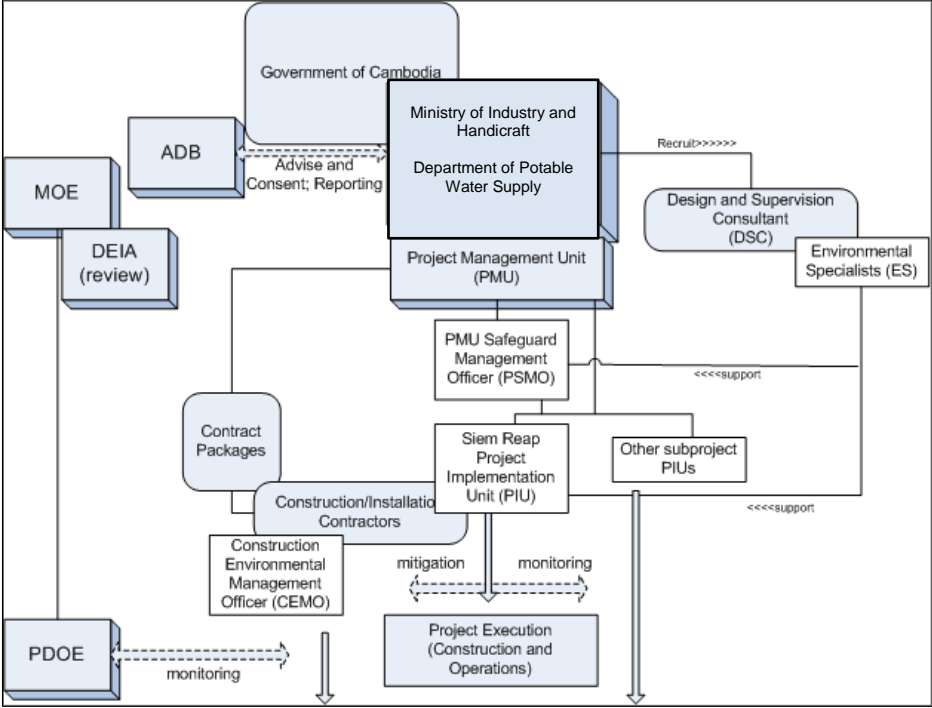 Government of Cambodia
Ministry of Industry and
Handicraft
Department of Potable
Water Supply
ADB
Advise and
Consent; Reporting
Recruit>>>>>>
MOE
DEIA
(review)
Design and Supervision
Consultant
(DSC)
Environmental
Specialists (ES)
Project Management Unit
(PMU)
PMU Safeguard
Management
Officer (PSMO)
<<<<support
Contract
Packages
Siem Reap
Project
Implementation
Unit (PIU)
Other subproject
PIUs
Construction/Installatio
Contractors
<<<<support
Construction
Environmental
Management
Officer (CEMO)
mitigation
monitoring
Project Execution
(Construction and
Operations)
PDOE
monitoring